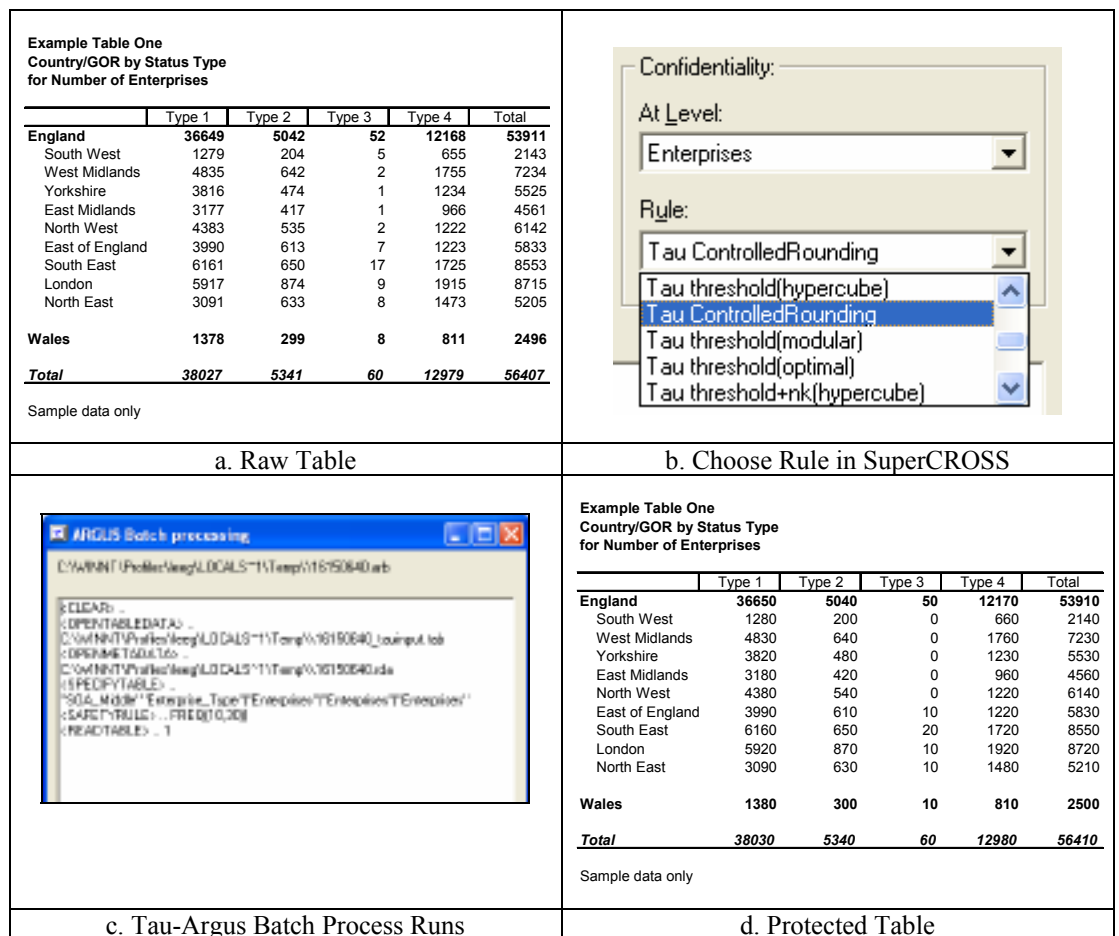 Example Table One
Country/GOR by Status Type
for Number of Enterprises
Type 1 Type 2 Type 3 Type 4 Total
England 36649 5042 52 12168 53911
South West 1279 204 5 655 2143
West Midlands 4835 642 2 1755 7234
Yorkshire 3816 474 1 1234 5525
East Midlands 3177 417 1 966 4561
North West 4383 535 2 1222 6142
East of England 3990 613 7 1223 5833
South East 6161 650 17 1725 8553
London 5917 874 9 1915 8715
North East 3091 633 8 1473 5205
Wales 1378 299 8 811 2496
Total 38027 5341 60 12979 56407
Sample data only
a. Raw Table
Confidentiality:
At Level:
Enterprises
Rule:
Tau ControlledRounding
Tau threshold(hypercube)
Tau ControlledRounding
Tau threshold(modular)
Tau threshold(optimal)
Tau threshold+nk(hypercube)
b. Choose Rule in SuperCROSS
ARGUS Batch processing
<CLEAR> ..
<OPENTABLEDATA> ..
<OPENMETADATA> ..
<SPECIFYTABLE> ..
<SAFETYRULE> ..
<READTABLE> .. 1
c. Tau-Argus Batch Process Runs
Example Table One
Country/GOR by Status Type
for Number of Enterprises
Type 1 Type 2 Type 3 Type 4 Total
England 36650 5040 50 12170 53910
South West 1280 200 0 660 2140
West Midlands 4830 640 0 1760 7230
Yorkshire 3820 480 0 1230 5530
East Midlands 3180 420 0 960 4560
North West 4380 540 0 1220 6140
East of England 3990 610 10 1220 5830
South East 6160 650 20 1720 8550
London 5920 870 10 1920 8720
North East 3090 630 10 1480 5210
Wales 1380 300 10 810 2500
Total 38030 5340 60 12980 56410
Sample data only
d. Protected Table